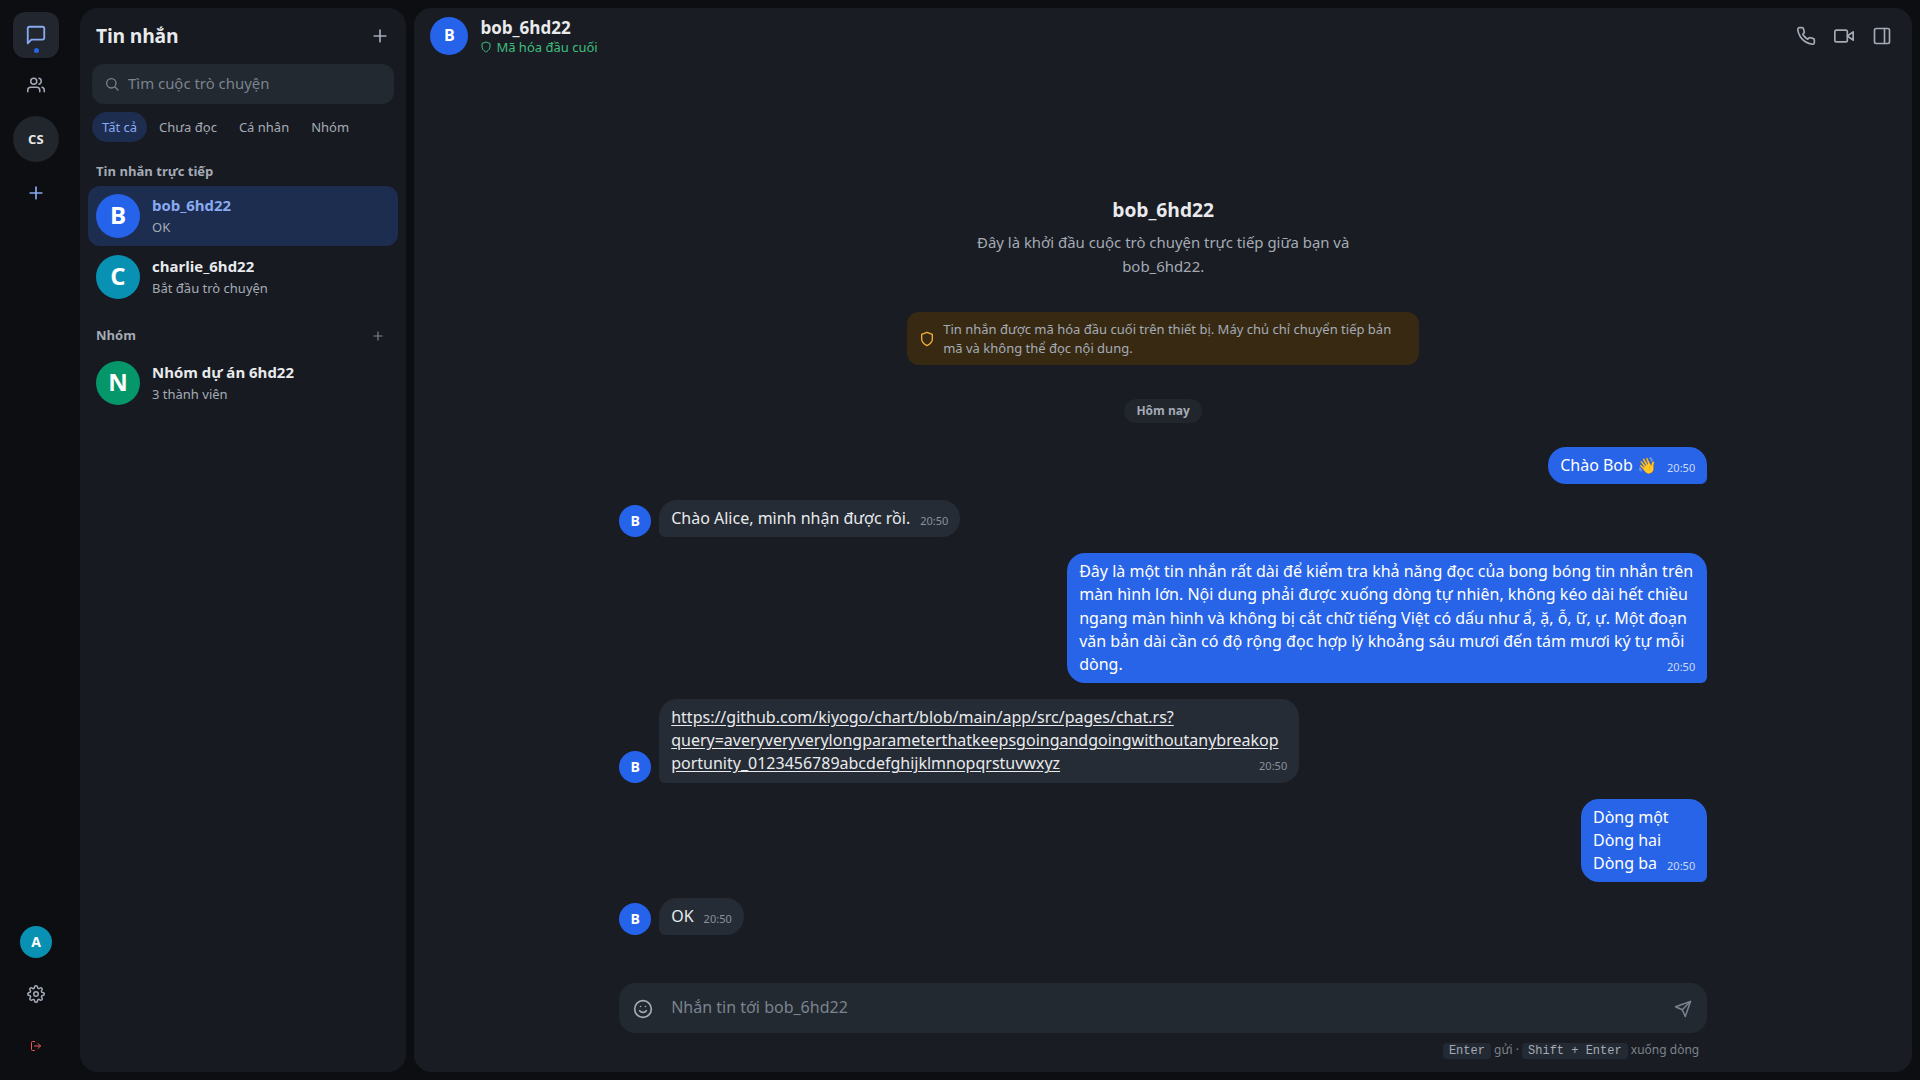 Tin nhắn
Tìm cuộc trò chuyện
Tất cả
Chưa đọc
Cá nhân
Nhóm
CS
Tin nhắn trực tiếp
B
bob_6hd22
OK
C
charlie_6hd22
Bắt đầu trò chuyện
Nhóm
N
Nhóm dự án 6hd22
3 thành viên
A
B
bob_6hd22
Mã hóa đầu cuối
bob_6hd22
Đây là khởi đầu cuộc trò chuyện trực tiếp giữa bạn và
bob_6hd22.
Tin nhắn được mã hóa đầu cuối trên thiết bị. Máy chủ chỉ chuyển tiếp bản
mã và không thể đọc nội dung.
Hôm nay
Chào Bob 👋 20:50
B
Chào Alice, mình nhận được rồi. 20:50
Đây là một tin nhắn rất dài để kiểm tra khả năng đọc của bong bóng tin nhắn trên
màn hình lớn. Nội dung phải được xuống dòng tự nhiên, không kéo dài hết chiều
ngang màn hình và không bị cắt chữ tiếng Việt có dấu như ẩ, ặ, ỗ, ữ, ự. Một đoạn
văn bản dài cần có độ rộng đọc hợp lý khoảng sáu mươi đến tám mươi ký tự mỗi
dòng. 20:50
https://github.com/kiyogo/chart/blob/main/app/src/pages/chat.rs?
query=averyveryverylongparameterthatkeepsgoingandgoingwithoutanybreakop
B
portunity_0123456789abcdefghijklmnopqrstuvwxyz 20:50
Dòng một
Dòng hai
Dòng ba 20:50
B
OK 20:50
Nhắn tin tới bob_6hd22
Enter gửi · Shift + Enter xuống dòng